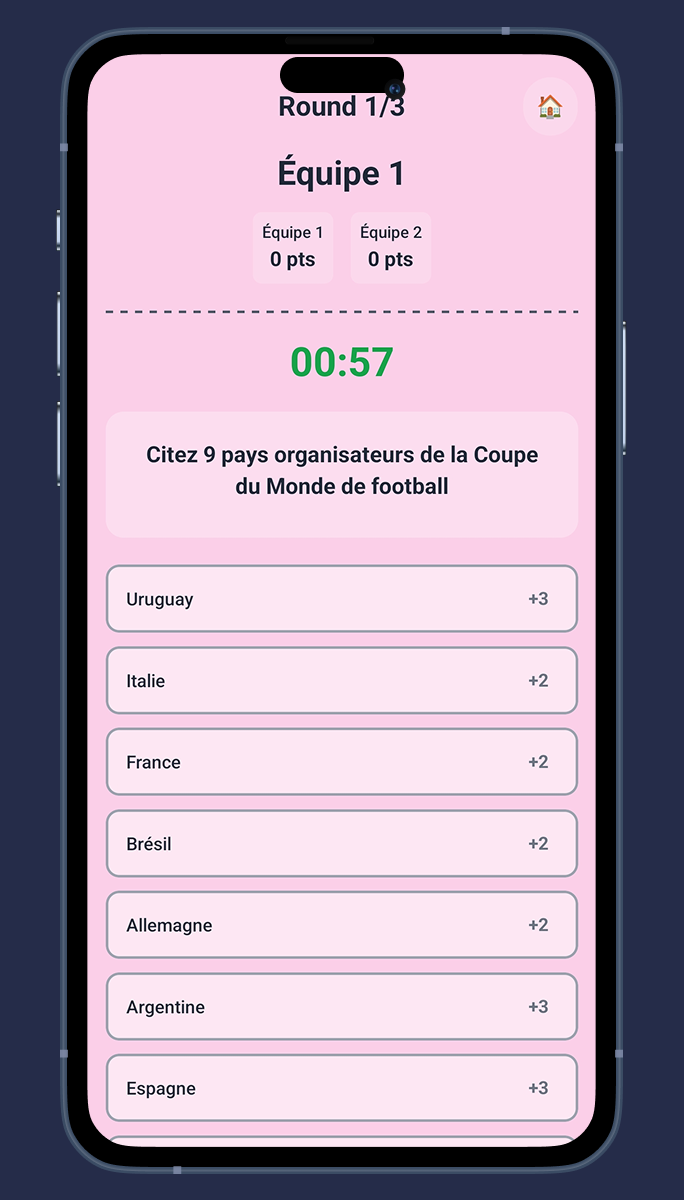 Round 1/3
Équipe 1
Équipe 1
0 pts
Équipe 2
0 pts
00:57
Citez 9 pays organisateurs de la Coupe
du Monde de football
Uruguay +3
Italie +2
France +2
Brésil +2
Allemagne +2
Argentine +3
Espagne +3